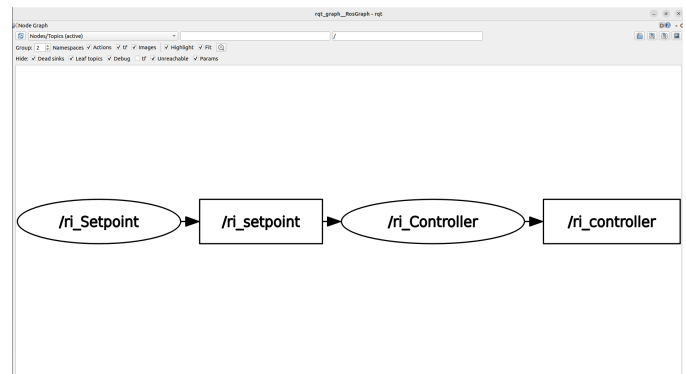 rqt_graph__RosGraph - rqt
Node Graph
Nodes/Topics (active) /
Group: 2 Namespaces ✓ Actions ✓ tf ✓ Images ✓ Highlight ✓ Fit
Hide: ✓ Dead sinks ✓ Leaf topics ✓ Debug tf ✓ Unreachable ✓ Params
/ri_Setpoint /ri_setpoint /ri_Controller /ri_controller